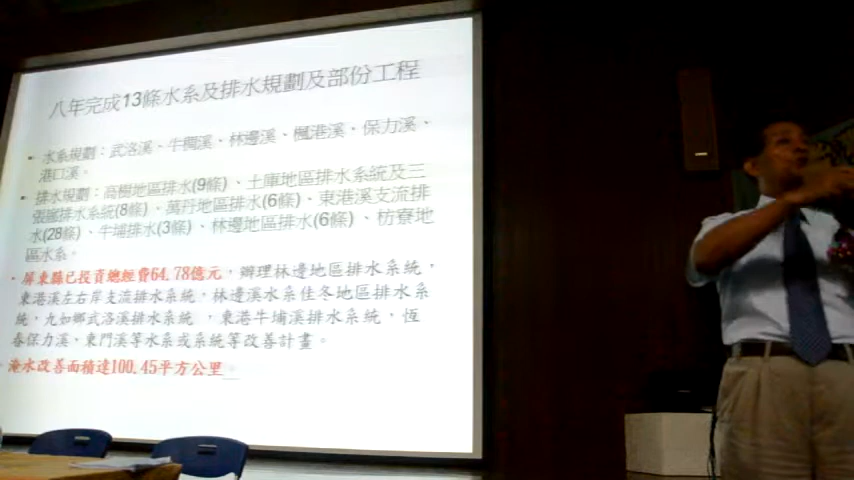 八年完成13條水系及排水規劃及部份工程
水系規劃：武洛溪、牛稠溪、林邊溪、楓港溪、保力溪、
港口溪。
排水規劃：高樹地區排水(9條)、土庫地區排水系統及三
張廍排水系統(8條)、萬丹地區排水(6條)、東港溪支流排
水(28條)、牛埔排水(3條)、林邊地區排水(6條)、枋寮地
區水系。
屏東縣已投資總經費64.78億元，辦理林邊地區排水系統，
東港溪左右岸支流排水系統，林邊溪水系佳冬地區排水系
統，九如鄉武洛溪排水系統 ，東港牛埔溪排水系統，恆
春保力溪，東門溪等水系或系統等改善計畫。
淹水改善面積達100.45平方公里。